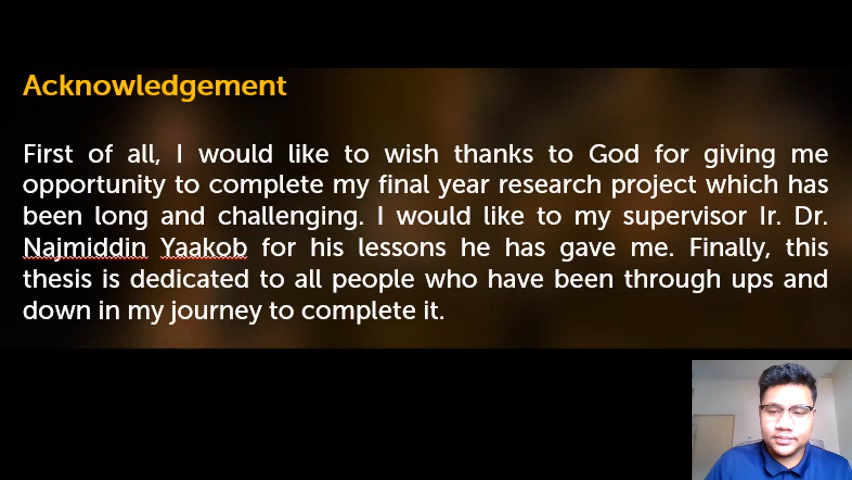 Acknowledgement
First of all, I would like to wish thanks to God for giving me
opportunity to complete my final year research project which has
been long and challenging. I would like to my supervisor Ir. Dr.
Najmiddin Yaakob for his lessons he has gave me. Finally, this
thesis is dedicated to all people who have been through ups and
down in my journey to complete it.